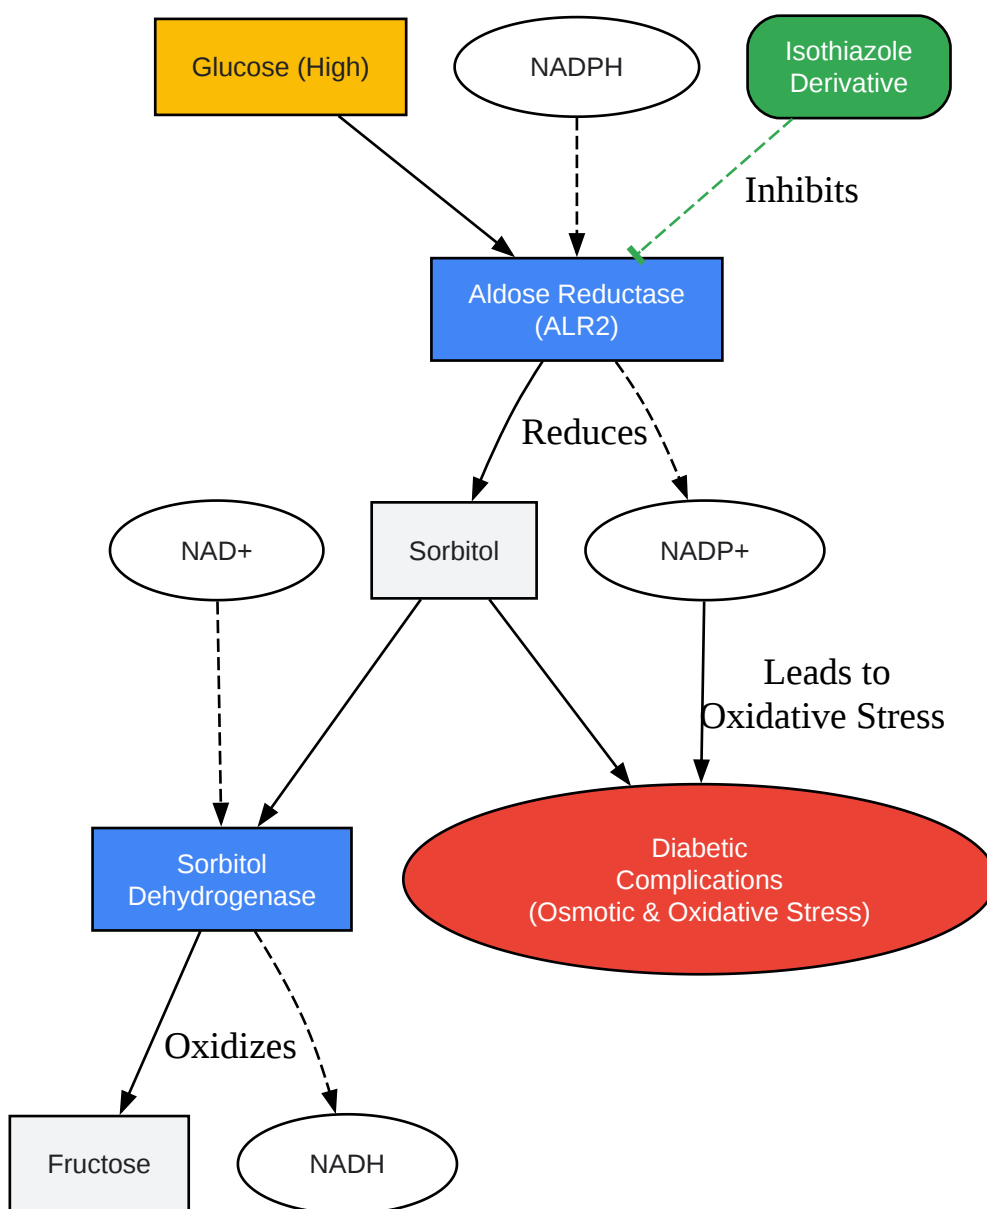 Glucose (High)
NADPH
Isothiazole
Derivative
Inhibits
Aldose Reductase
(ALR2)
Reduces
NAD+
Sorbitol
NADP+
Leads to
Oxidative Stress
Sorbitol
Dehydrogenase
Diabetic
Complications
(Osmotic & Oxidative Stress)
Oxidizes
Fructose
NADH